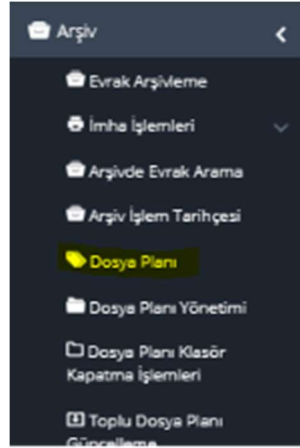 Arşiv
Evrak Arşivleme
İmha İşlemleri
Arşivde Evrak Arama
Arşiv İşlem Tarihçesi
Dosya Planı
Dosya Planı Yönetimi
Dosya Planı Klasör
Kapatma İşlemleri
Toplu Dosya Planı
Güncelleme